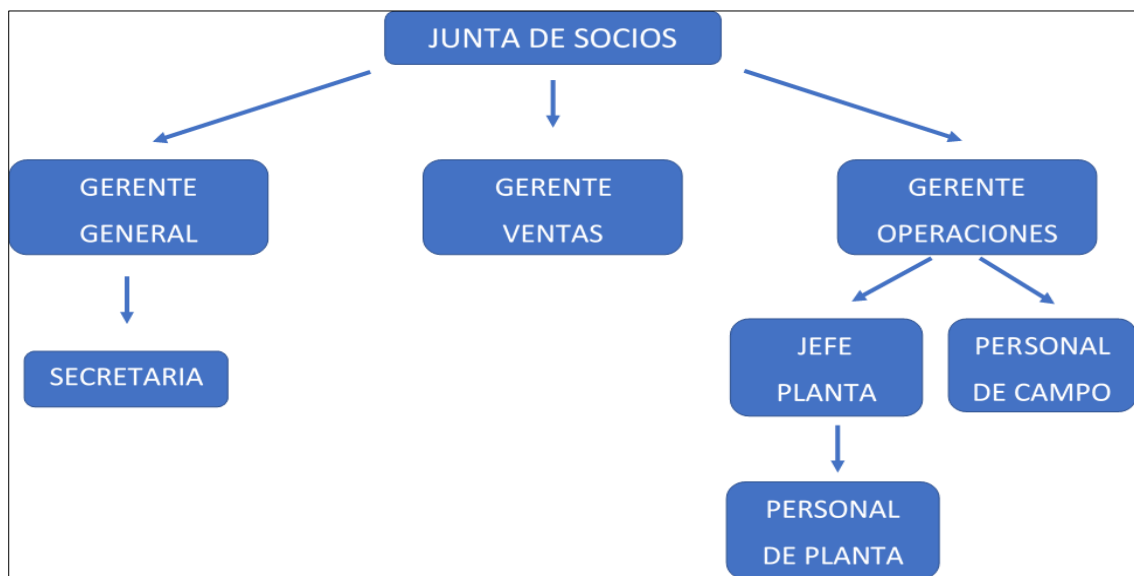 JUNTA DE SOCIOS
GERENTE
GENERAL
GERENTE
VENTAS
GERENTE
OPERACIONES
SECRETARIA
JEFE
PLANTA
PERSONAL
DE CAMPO
PERSONAL
DE PLANTA